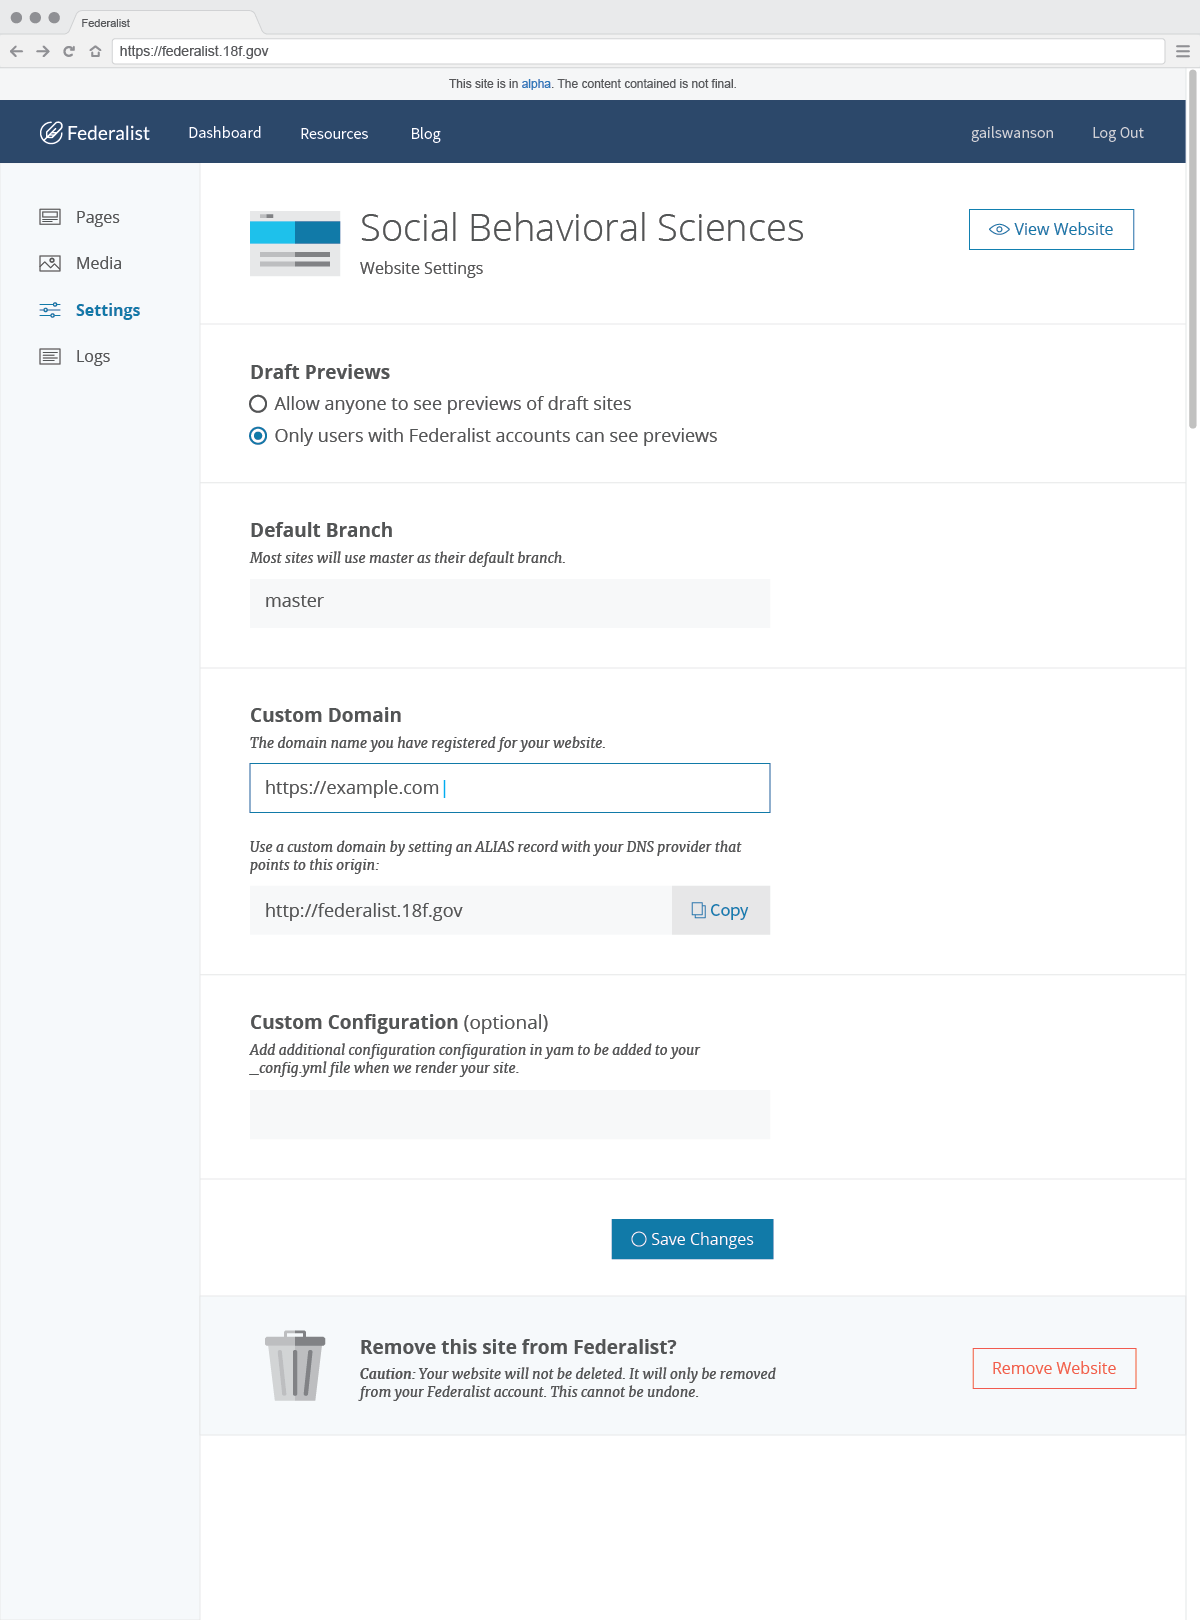 Federalist
https://federalist.18f.gov
This site is in alpha. The content contained is not final.
Federalist Dashboard Resources Blog gailswanson Log Out
Pages
Media
Settings
Logs
Social Behavioral Sciences
Website Settings
View Website
Draft Previews
Allow anyone to see previews of draft sites
Only users with Federalist accounts can see previews
Default Branch
Most sites will use master as their default branch.
master
Custom Domain
The domain name you have registered for your website.
https://example.com
Use a custom domain by setting an ALIAS record with your DNS provider that
points to this origin:
http://federalist.18f.gov
Copy
Custom Configuration (optional)
Add additional configuration configuration in yam to be added to your
_config.yml file when we render your site.
Save Changes
Remove this site from Federalist?
Caution: Your website will not be deleted. It will only be removed
from your Federalist account. This cannot be undone.
Remove Website